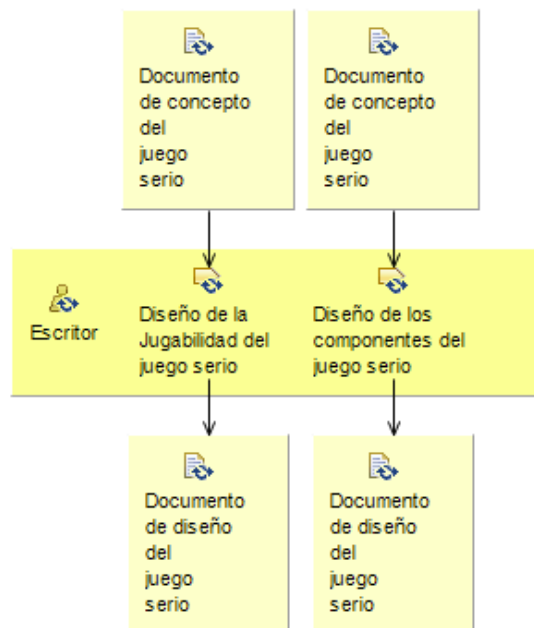 Documento
de concepto
del
juego
serio
Documento
de concepto
del
juego
serio
Escritor
Diseño de la
Jugabilidad del
juego serio
Diseño de los
componentes del
juego serio
Documento
de diseño
del
juego
serio
Documento
de diseño
del
juego
serio